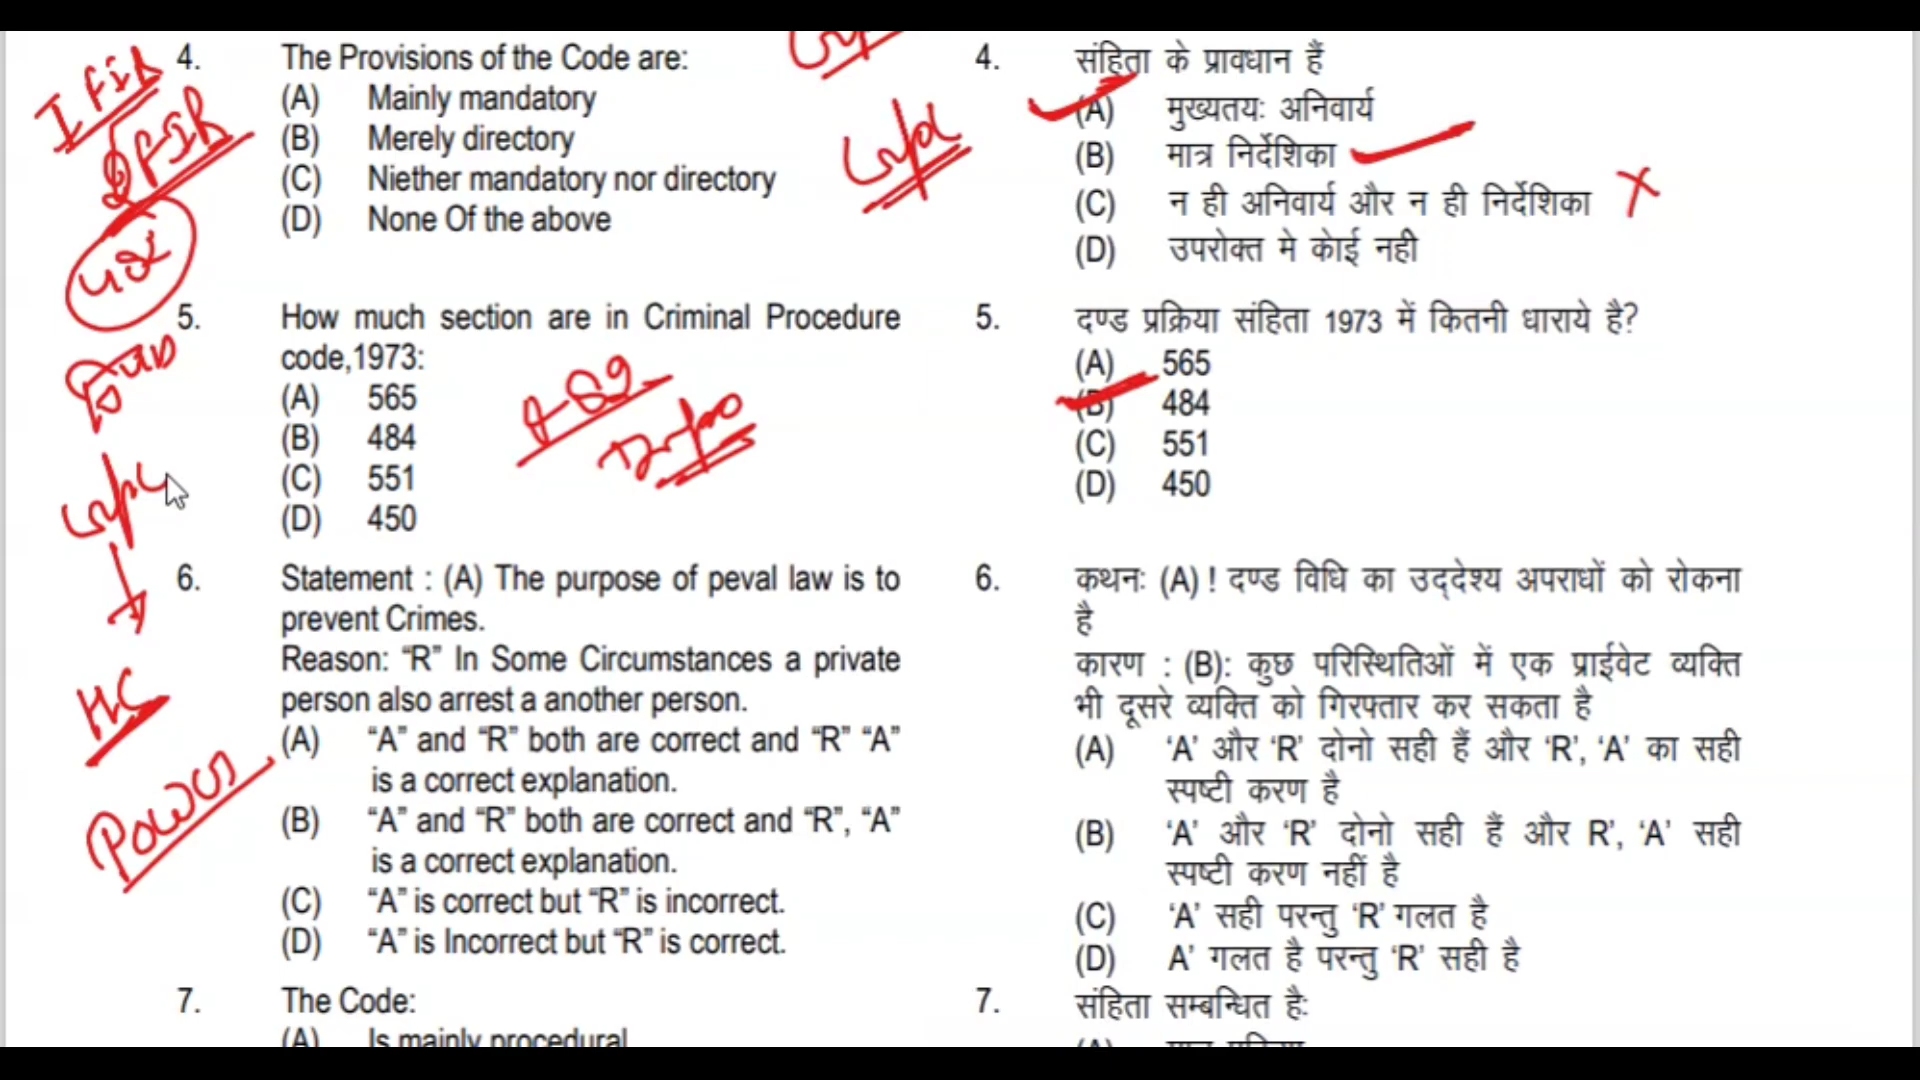 4. The Provisions of the Code are:
(A) Mainly mandatory
(B) Merely directory
(C) Niether mandatory nor directory
(D) None Of the above
5. How much section are in Criminal Procedure
code,1973:
(A) 565
(B) 484
(C) 551
(D) 450
6. Statement : (A) The purpose of peval law is to
prevent Crimes.
Reason: “R” In Some Circumstances a private
person also arrest a another person.
(A) “A” and “R” both are correct and “R” “A”
is a correct explanation.
(B) “A” and “R” both are correct and “R”, “A”
is a correct explanation.
(C) “A” is correct but “R” is incorrect.
(D) “A” is Incorrect but “R” is correct.
7. The Code:
(A) Is mainly procedural
4. संहिता के प्रावधान हैं
(A) मुख्यतयः अनिवार्य
(B) मात्र निर्देशिका
(C) न ही अनिवार्य और न ही निर्देशिका
(D) उपरोक्त मे केाई नही
5. दण्ड प्रक्रिया संहिता 1973 में कितनी धाराये है?
(A) 565
(B) 484
(C) 551
(D) 450
6. कथनः (A) ! दण्ड विधि का उद्देश्य अपराधों को रोकना
है
कारण : (B): कुछ परिस्थितिओं में एक प्राईवेट व्यक्ति
भी दूसरे व्यक्ति को गिरफ्तार कर सकता है
(A) ‘A’ और ‘R’ दोनो सही हैं और ‘R’, ‘A’ का सही
स्पष्टी करण है
(B) ‘A’ और ‘R’ दोनो सही हैं और R’, ‘A’ सही
स्पष्टी करण नहीं है
(C) ‘A’ सही परन्तु ‘R’ गलत है
(D) A’ गलत है परन्तु ‘R’ सही है
7. संहिता सम्बन्धित हैः
I FIR
2 FIR
HC
Power